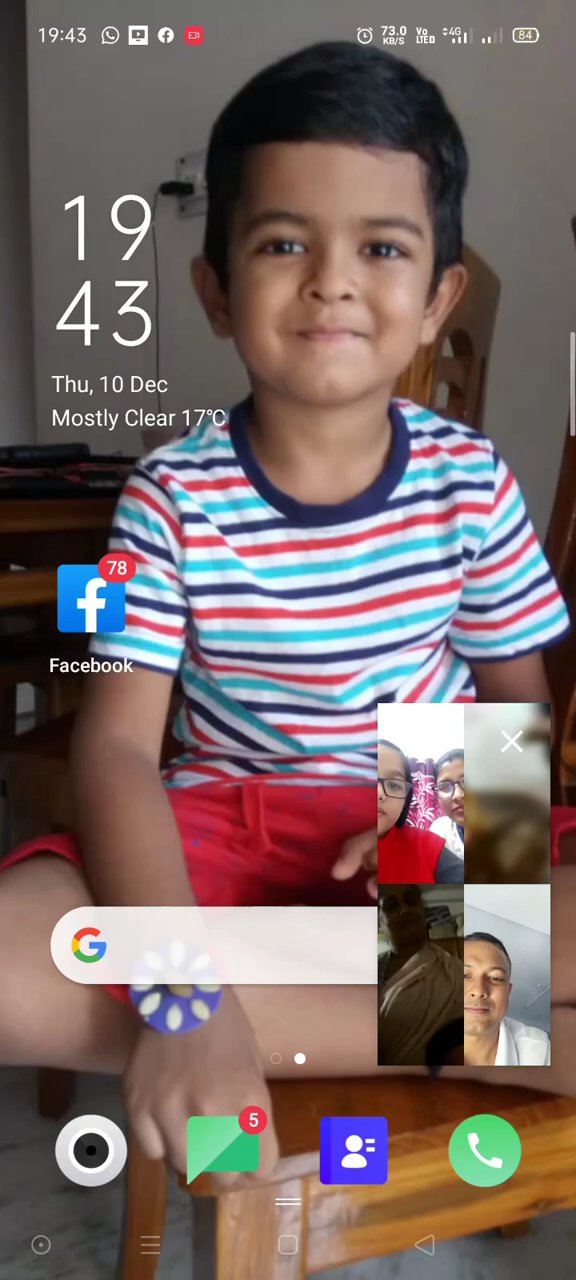 19:43
73.0
KB/S
Vo
LTE
4G
84
19
43
Thu, 10 Dec
Mostly Clear 17℃
78
Facebook
5